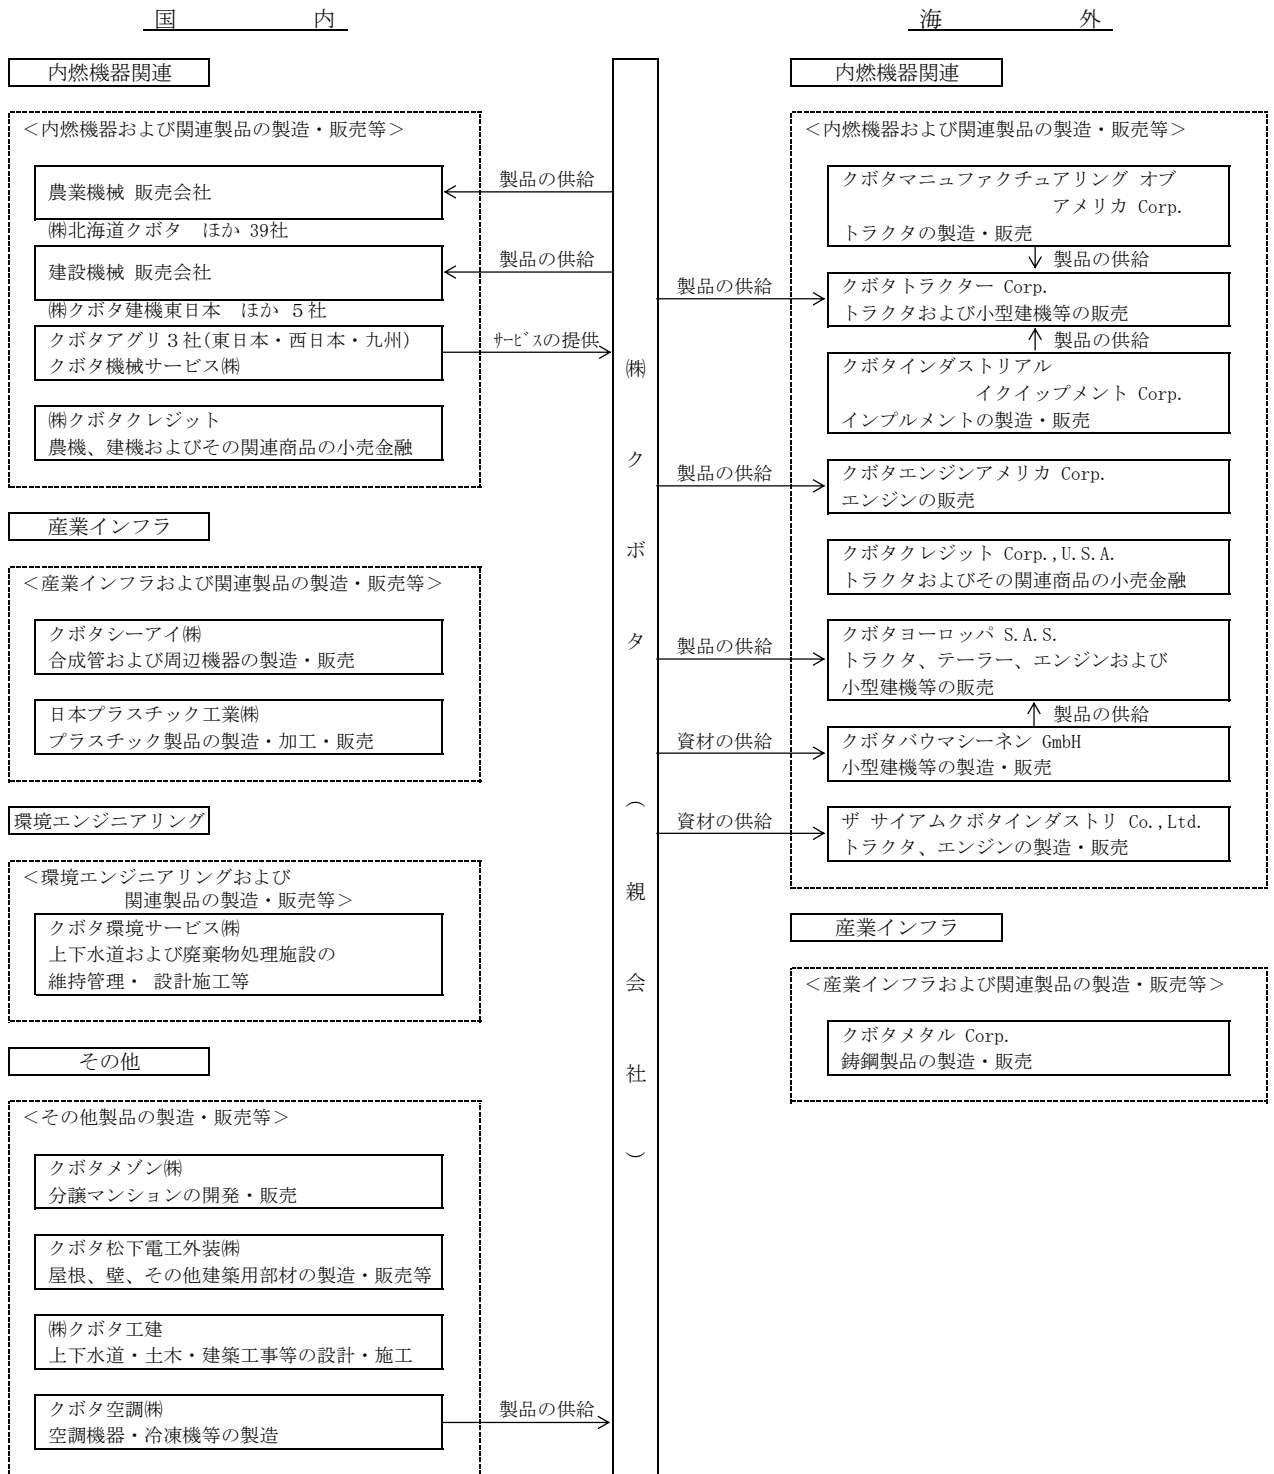 国 内
内燃機器関連
＜内燃機器および関連製品の製造・販売等＞
農業機械 販売会社
㈱北海道クボタ ほか 39社
製品の供給
建設機械 販売会社
㈱クボタ建機東日本 ほか ５社
製品の供給
クボタアグリ３社(東日本・西日本・九州)
クボタ機械サービス㈱
ｻｰﾋﾞｽの提供
㈱クボタクレジット
農機、建機およびその関連商品の小売金融
産業インフラ
＜産業インフラおよび関連製品の製造・販売等＞
クボタシーアイ㈱
合成管および周辺機器の製造・販売
日本プラスチック工業㈱
プラスチック製品の製造・加工・販売
環境エンジニアリング
＜環境エンジニアリングおよび
関連製品の製造・販売等＞
クボタ環境サービス㈱
上下水道および廃棄物処理施設の
維持管理・ 設計施工等
その他
＜その他製品の製造・販売等＞
クボタメゾン㈱
分譲マンションの開発・販売
クボタ松下電工外装㈱
屋根、壁、その他建築用部材の製造・販売等
㈱クボタ工建
上下水道・土木・建築工事等の設計・施工
クボタ空調㈱
空調機器・冷凍機等の製造
製品の供給
㈱クボタ（親会社）
海 外
内燃機器関連
＜内燃機器および関連製品の製造・販売等＞
クボタマニュファクチュアリング オブ
アメリカ Corp.
トラクタの製造・販売
製品の供給
製品の供給
クボタトラクター Corp.
トラクタおよび小型建機等の販売
製品の供給
クボタインダストリアル
イクイップメント Corp.
インプルメントの製造・販売
製品の供給
クボタエンジンアメリカ Corp.
エンジンの販売
クボタクレジット Corp.,U.S.A.
トラクタおよびその関連商品の小売金融
製品の供給
クボタヨーロッパ S.A.S.
トラクタ、テーラー、エンジンおよび
小型建機等の販売
製品の供給
資材の供給
クボタバウマシーネン GmbH
小型建機等の製造・販売
資材の供給
ザ サイアムクボタインダストリ Co.,Ltd.
トラクタ、エンジンの製造・販売
産業インフラ
＜産業インフラおよび関連製品の製造・販売等＞
クボタメタル Corp.
鋳鋼製品の製造・販売